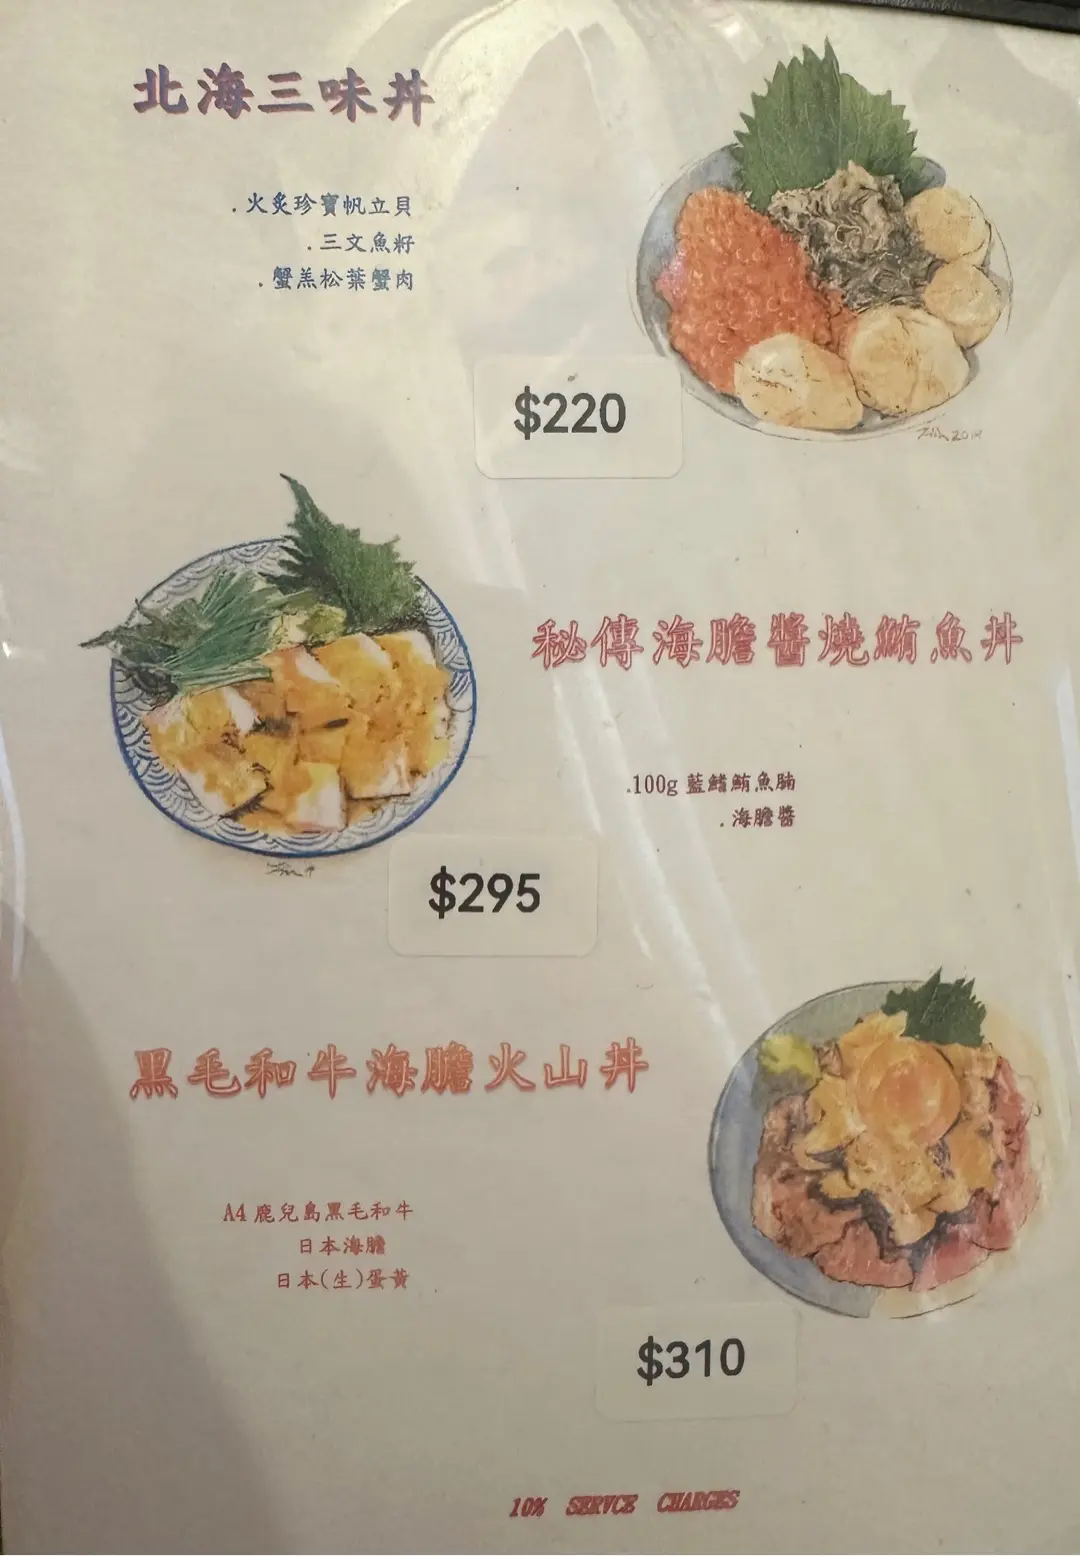 北海三味丼
.火炙珍寶帆立貝
.三文魚籽
.蟹羔松葉蟹肉
$220
秘傳海膽醬燒鮪魚丼
.100g 藍鰭鮪魚腩
.海膽醬
$295
黑毛和牛海膽火山丼
A4 鹿兒島黑毛和牛
日本海膽
日本(生)蛋黃
$310
10% SERVCE CHARGES